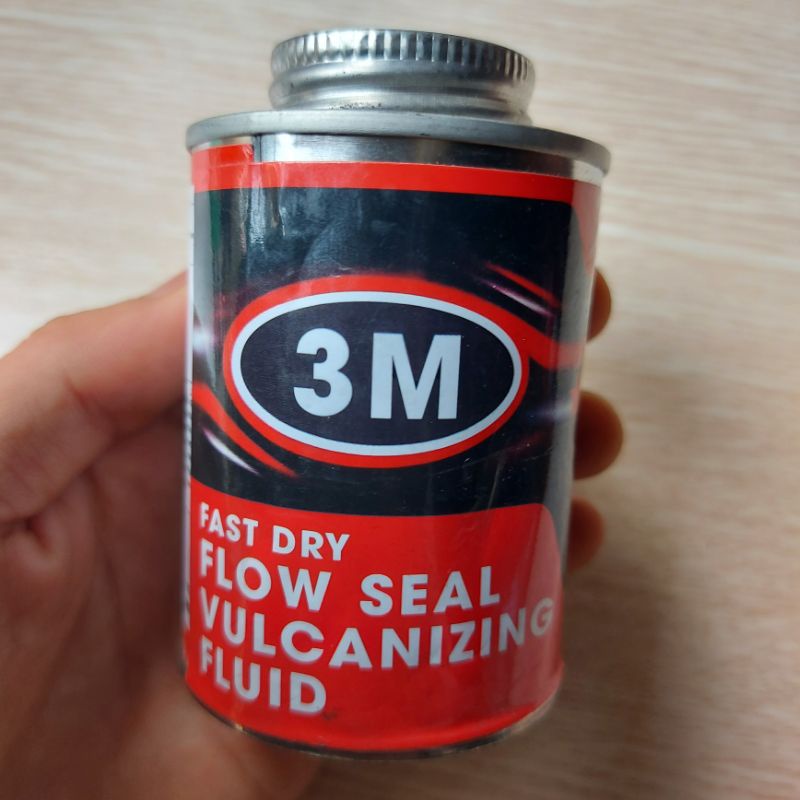 3M
FAST DRY
FLOW SEAL
VULCANIZING
FLUID